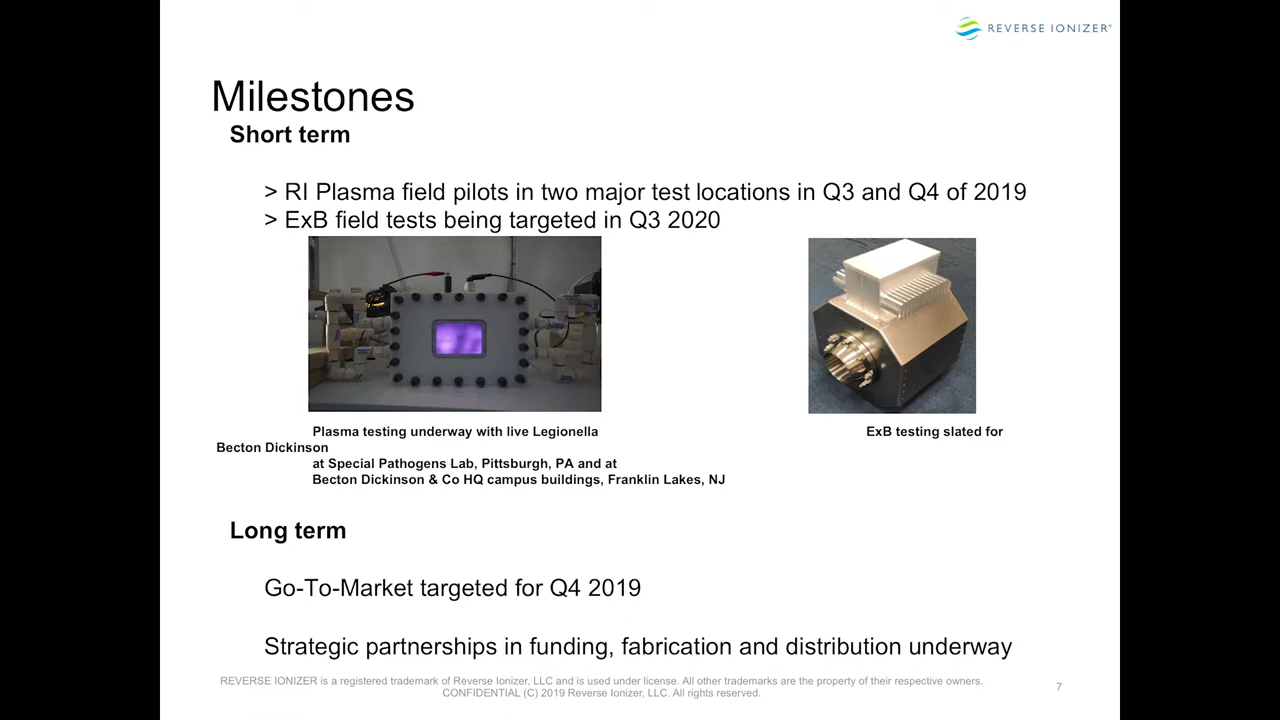 REVERSE IONIZER
Milestones
Short term
> RI Plasma field pilots in two major test locations in Q3 and Q4 of 2019
> ExB field tests being targeted in Q3 2020
Plasma testing underway with live Legionella ExB testing slated for
Becton Dickinson
at Special Pathogens Lab, Pittsburgh, PA and at
Becton Dickinson & Co HQ campus buildings, Franklin Lakes, NJ
Long term
Go-To-Market targeted for Q4 2019
Strategic partnerships in funding, fabrication and distribution underway
REVERSE IONIZER is a registered trademark of Reverse Ionizer, LLC and is used under license. All other trademarks are the property of their respective owners.
CONFIDENTIAL (C) 2019 Reverse Ionizer, LLC. All rights reserved.
7